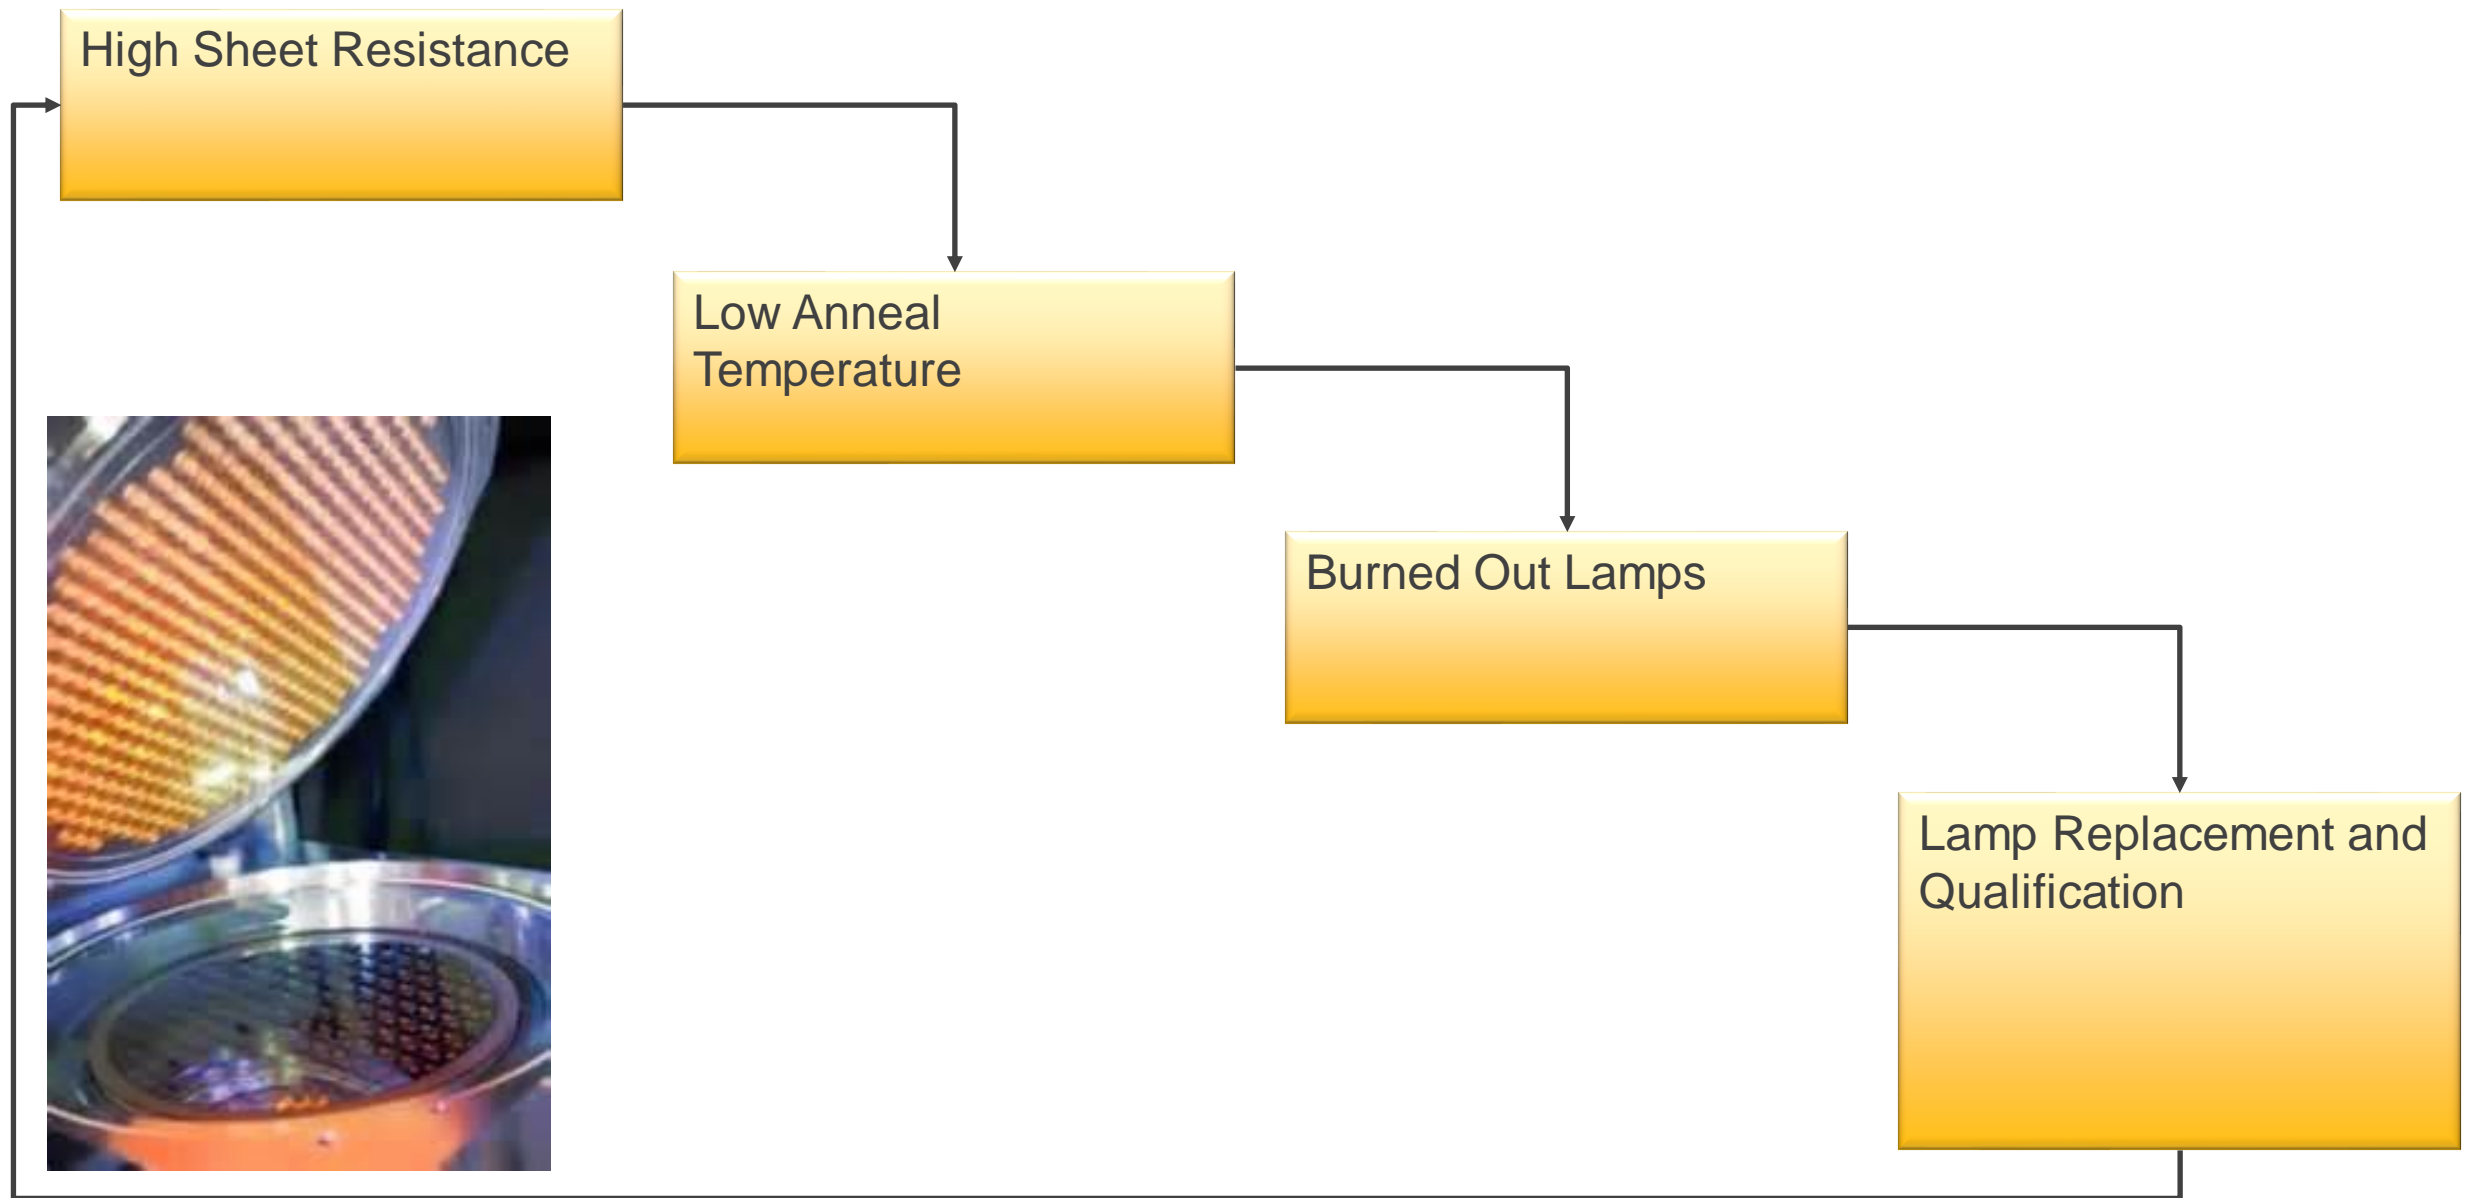 High Sheet Resistance
Low Anneal
Temperature
Burned Out Lamps
Lamp Replacement and
Qualification